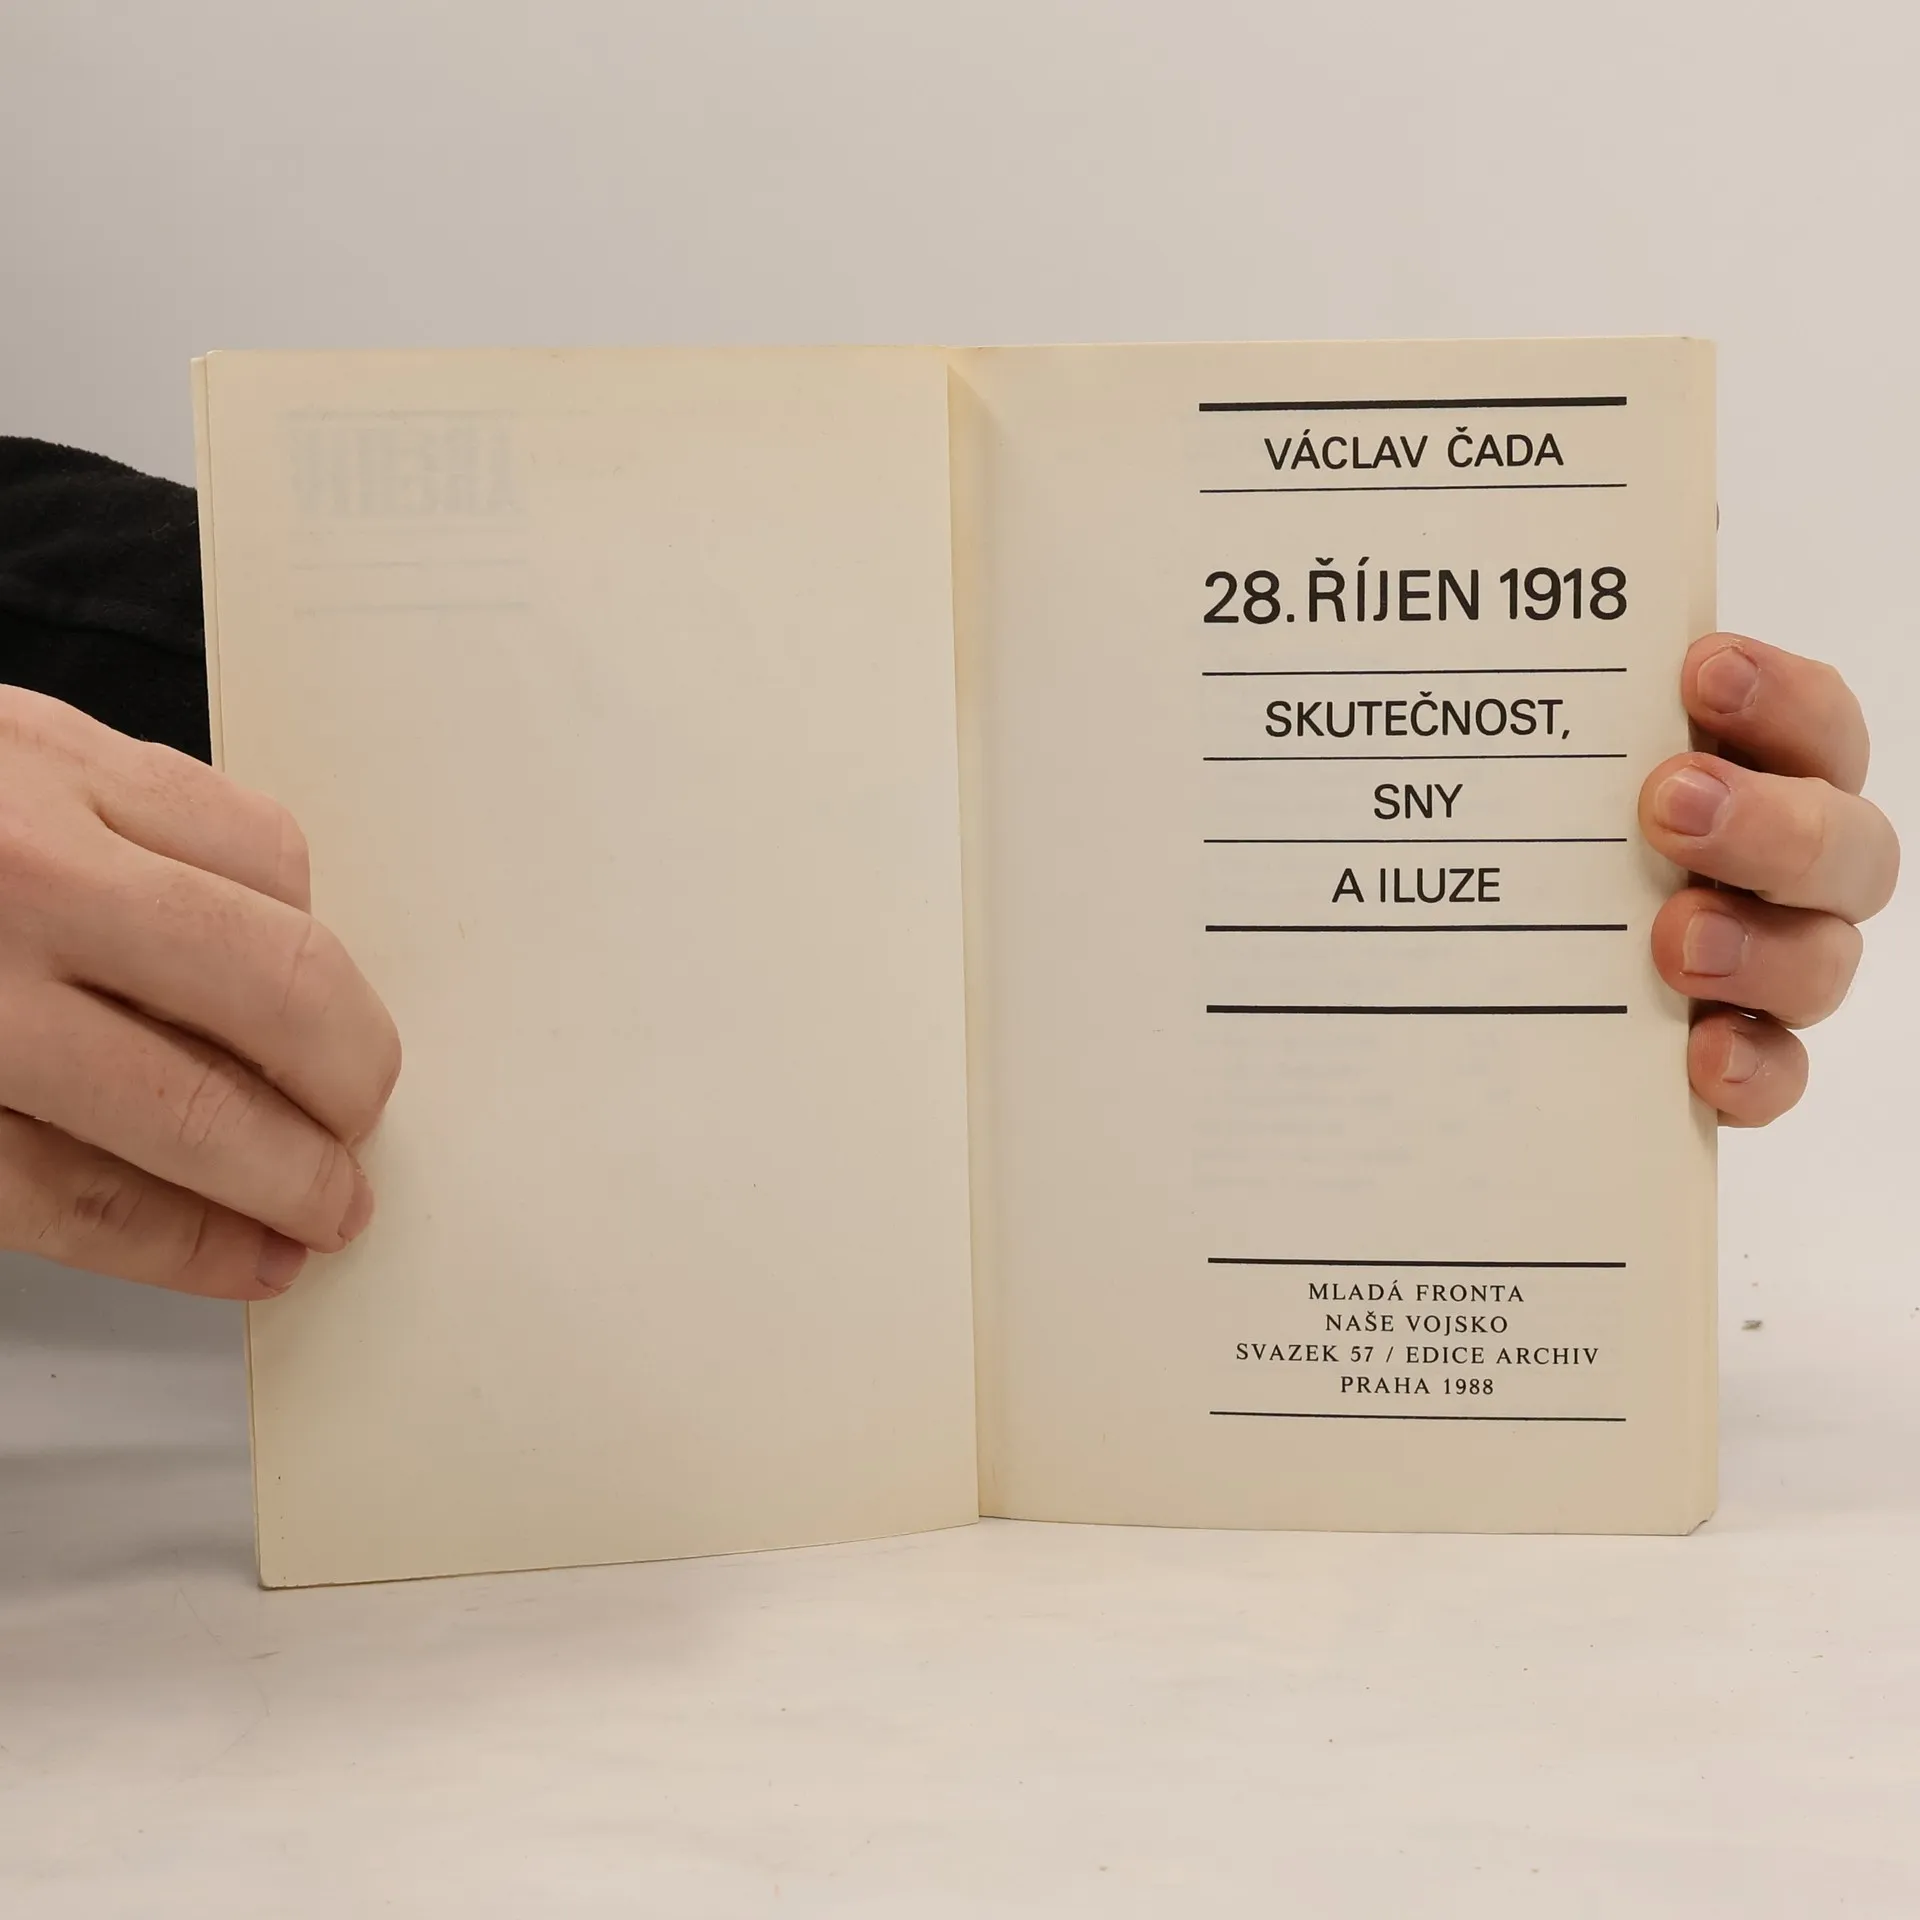 VÁCLAV ČADA
28. ŘÍJEN 1918
SKUTEČNOST,
SNY
A ILUZE
MLADÁ FRONTA
NAŠE VOJSKO
SVAZEK 57 / EDICE ARCHIV
PRAHA 1988